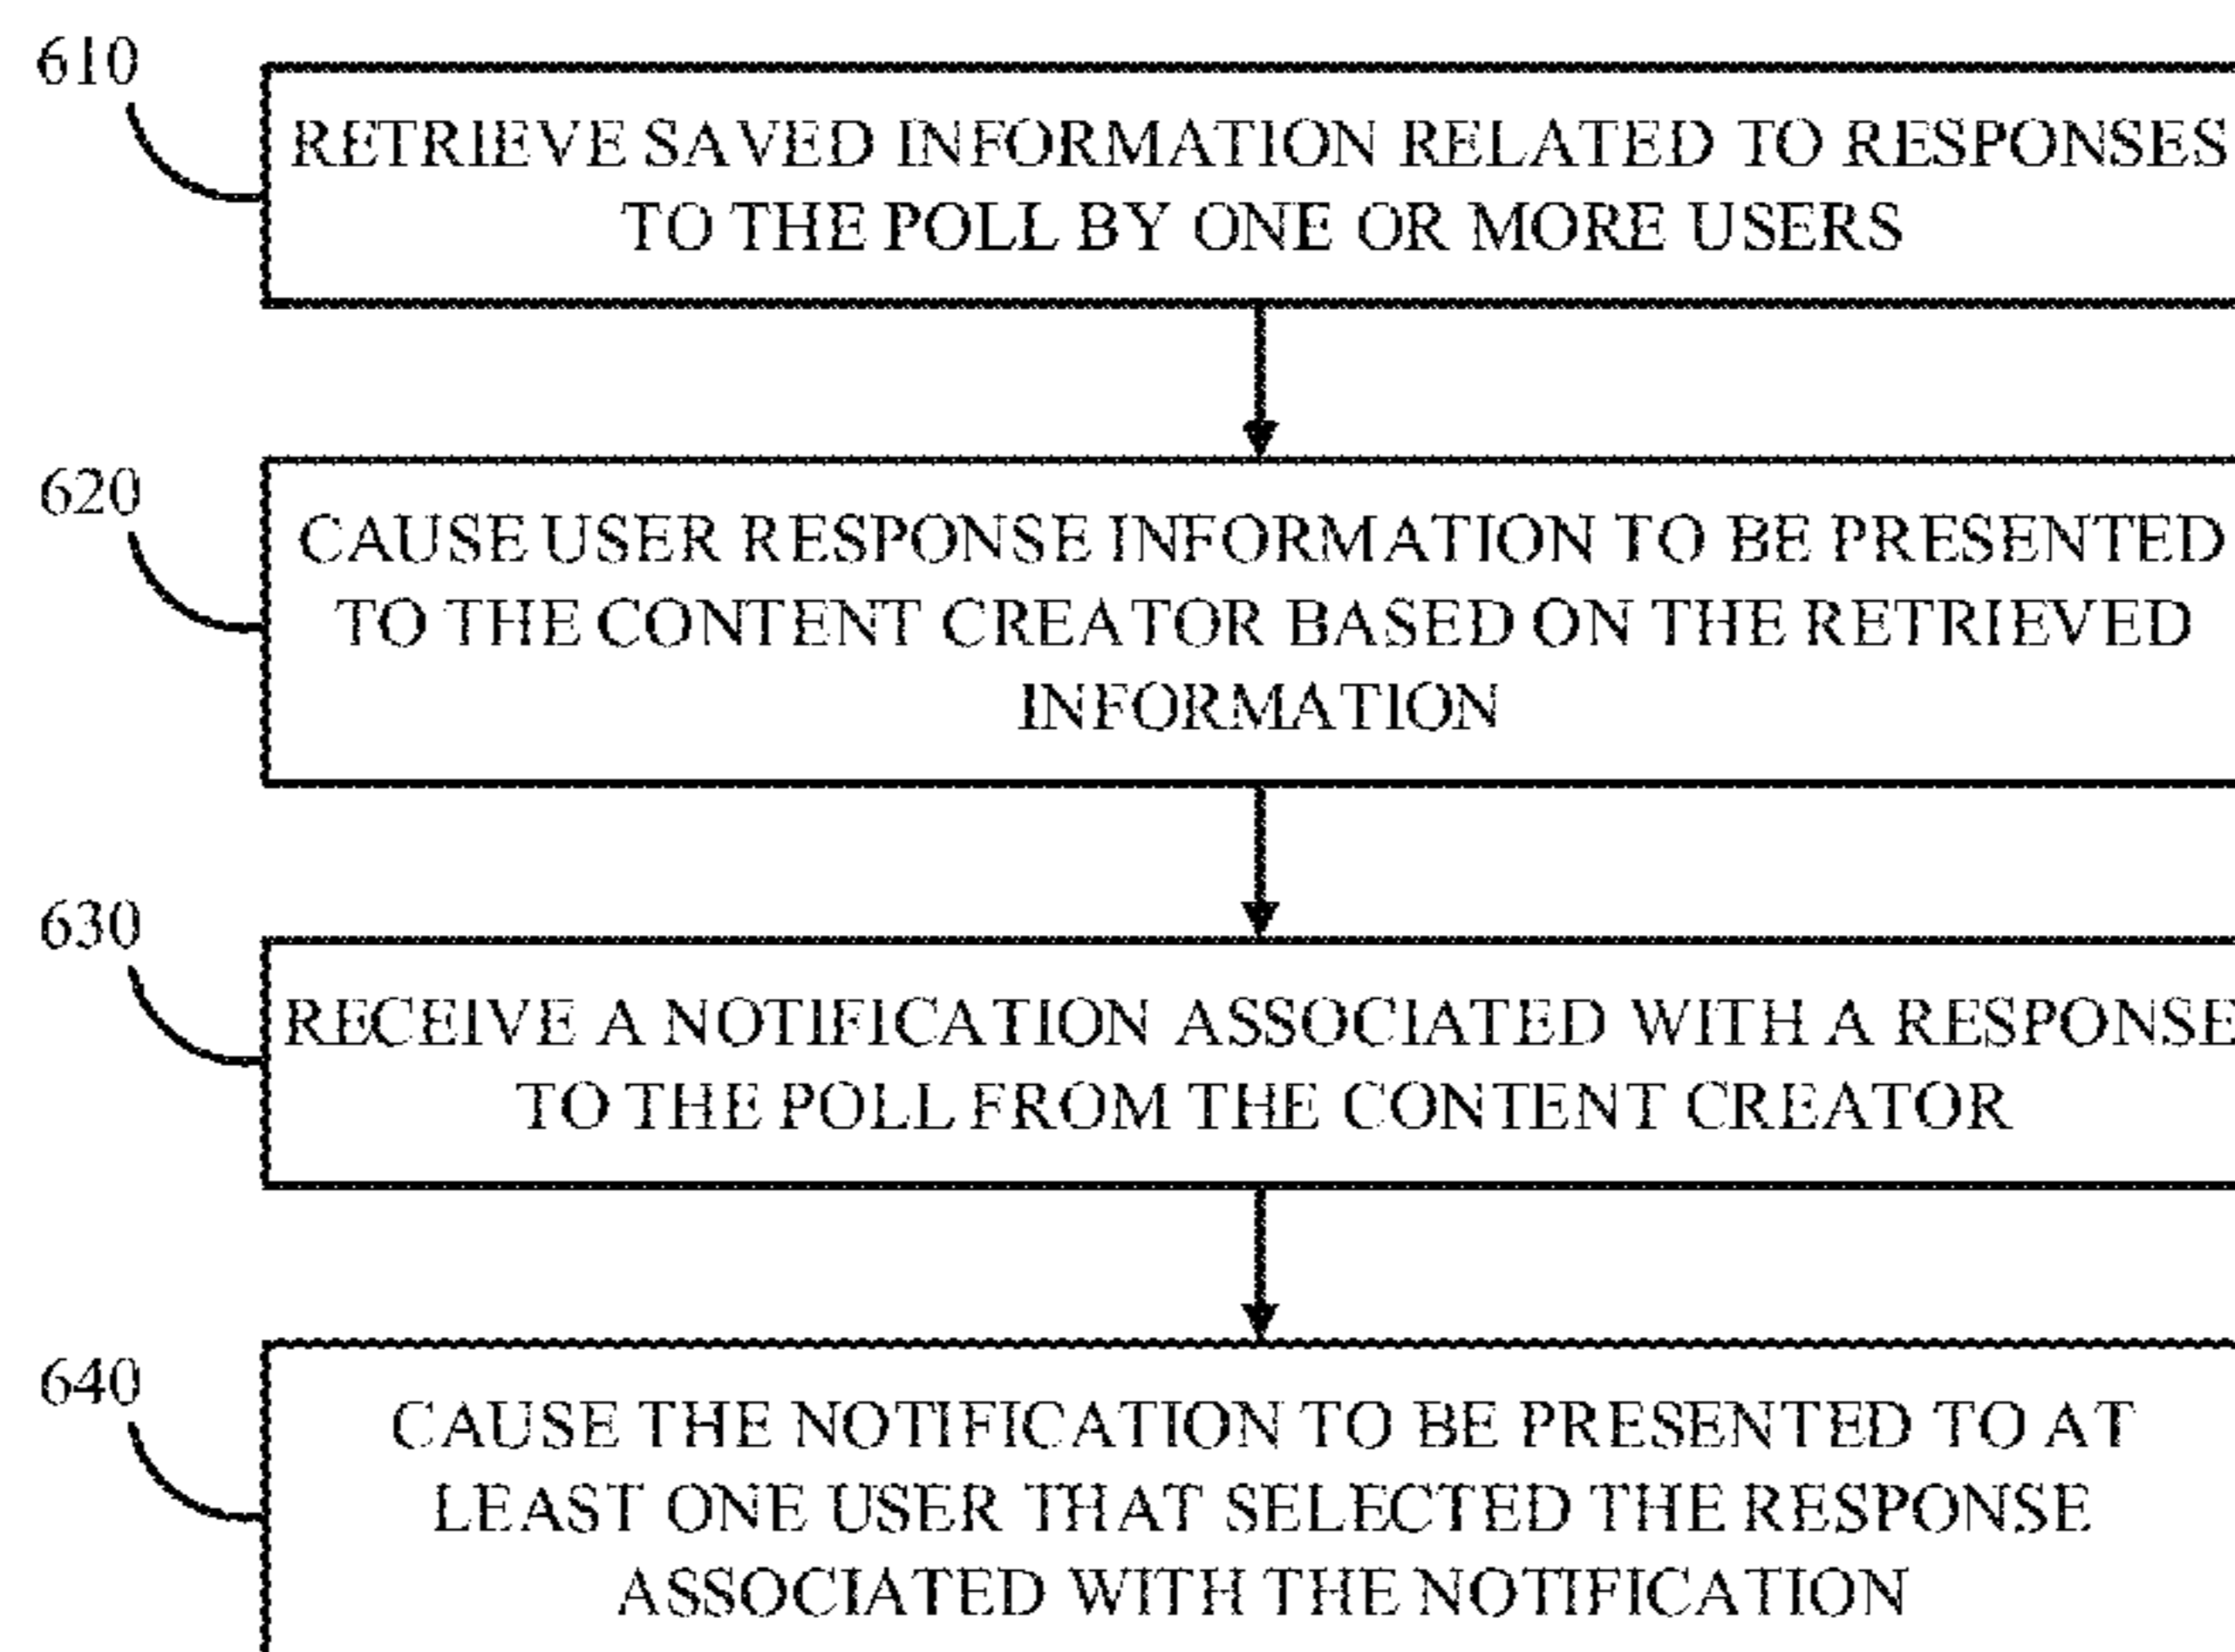 610
RETRIEVE SAVED INFORMATION RELATED TO RESPONSES
TO THE POLL BY ONE OR MORE USERS
620
CAUSE USER RESPONSE INFORMATION TO BE PRESENTED
TO THE CONTENT CREATOR BASED ON THE RETRIEVED
INFORMATION
630
RECEIVE A NOTIFICATION ASSOCIATED WITH A RESPONSE
TO THE POLL FROM THE CONTENT CREATOR
640
CAUSE THE NOTIFICATION TO BE PRESENTED TO AT
LEAST ONE USER THAT SELECTED THE RESPONSE
ASSOCIATED WITH THE NOTIFICATION